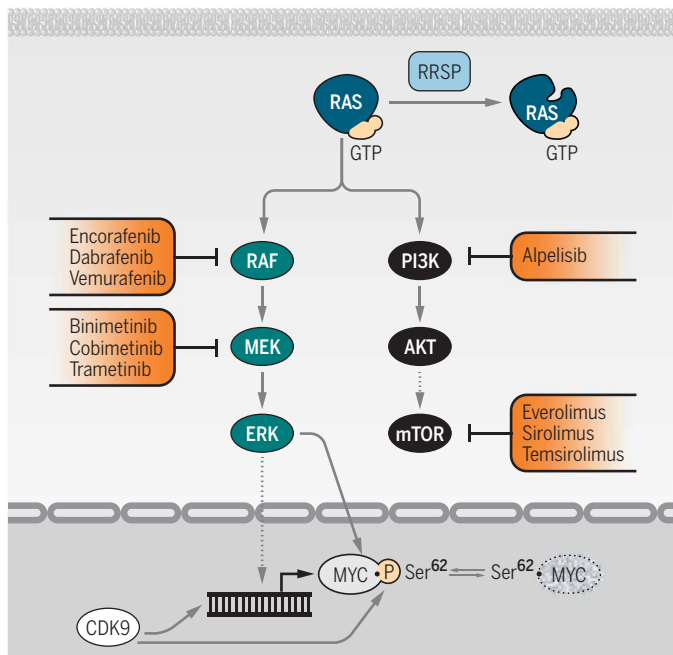 RRSP
RAS
RAS
GTP
GTP
Encorafenib
Dabrafenib
Vemurafenib
RAF
PI3K
Alpelisib
Binimetinib
Cobimetinib
Trametinib
MEK
AKT
ERK
mTOR
Everolimus
Sirolimus
Temsirolimus
MYC P Ser62 Ser62 MYC
CDK9